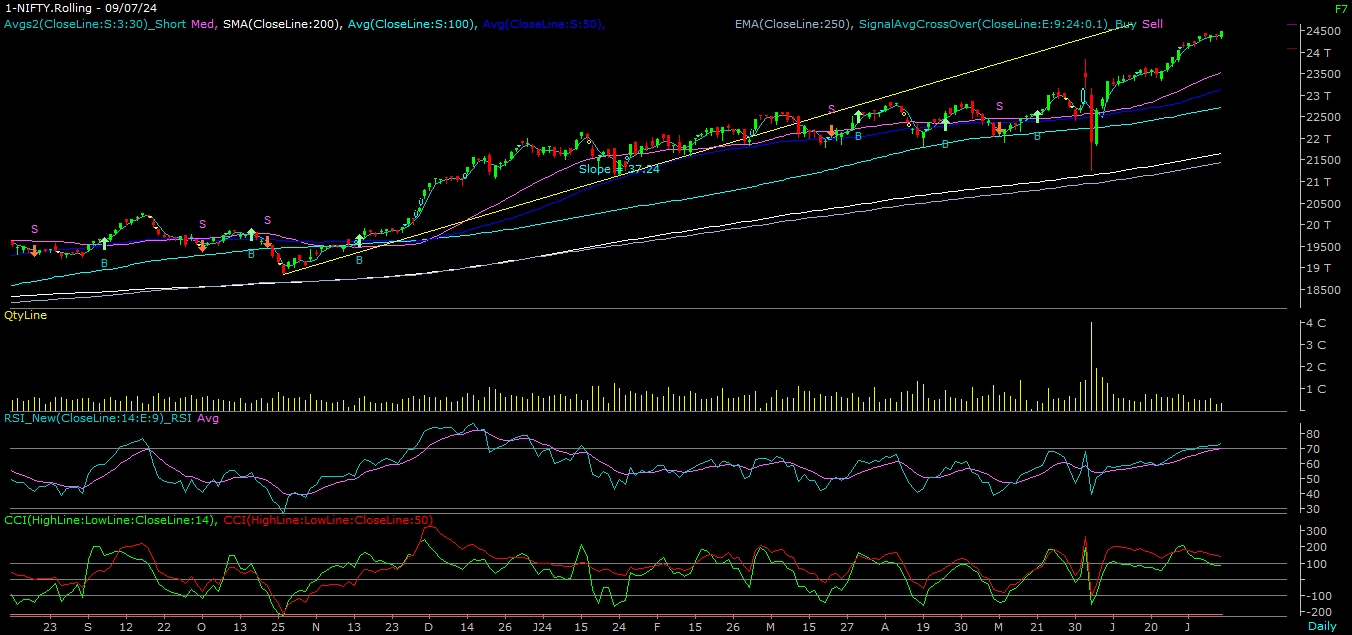 1-NIFTY.Rolling - 09/07/24
F7
Avgs2(CloseLine:S:3:30)_Short Med, SMA(CloseLine:200), Avg(CloseLine:S:100), Avg(CloseLine:S:50), EMA(CloseLine:250), SignalAvgCrossOver(CloseLine:E:9:24:0.1)_Buy Sell
24500
24 T
23500
23 T
22500
22 T
21500
21 T
20500
20 T
19500
19 T
18500
S
B
S
B
S
B
S
B
B
S
B
Slope = 37.24
QtyLine
4 C
3 C
2 C
1 C
RSI_New(CloseLine:14:E:9)_RSI Avg
80
70
60
50
40
30
CCI(HighLine:LowLine:CloseLine:14), CCI(HighLine:LowLine:CloseLine:50)
300
200
100
-100
-200
23 S 12 22 O 13 25 N 13 23 D 14 26 J24 15 24 F 15 26 M 15 27 A 19 30 M 21 30 J 20 J
Daily